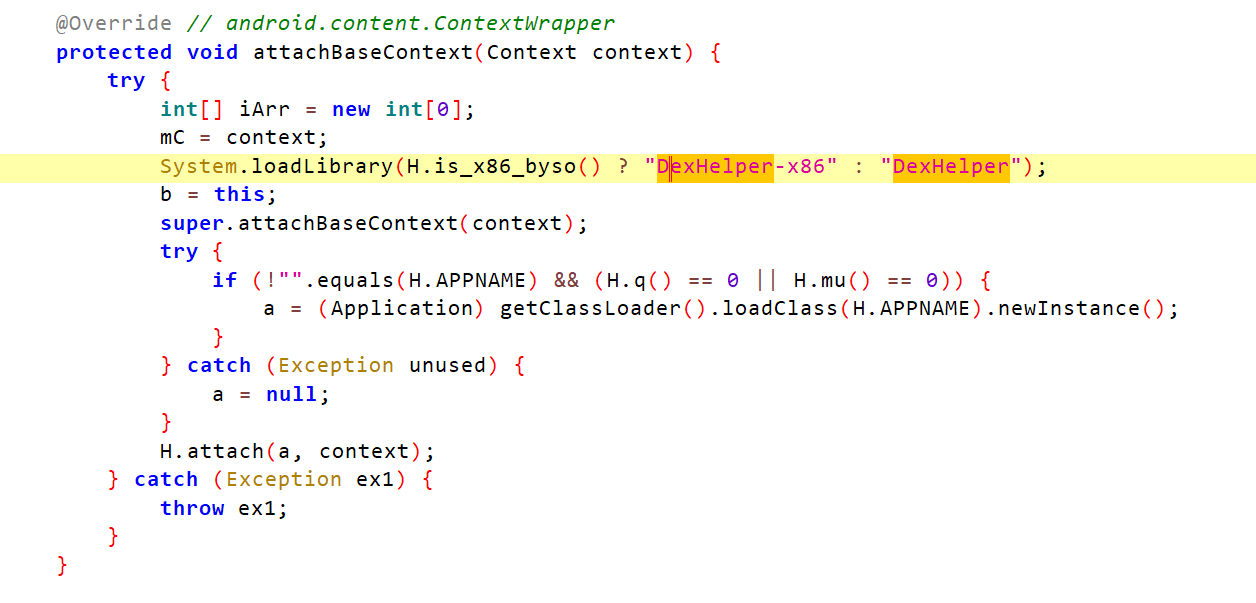 @Override // android.content.ContextWrapper
protected void attachBaseContext(Context context) {
    try {
        int[] iArr = new int[0];
        mC = context;
        System.loadLibrary(H.is_x86_byso() ? "DexHelper-x86" : "DexHelper");
        b = this;
        super.attachBaseContext(context);
        try {
            if (!"".equals(H.APPNAME) && (H.q() == 0 || H.mu() == 0)) {
                a = (Application) getClassLoader().loadClass(H.APPNAME).newInstance();
            }
        } catch (Exception unused) {
            a = null;
        }
        H.attach(a, context);
    } catch (Exception ex1) {
        throw ex1;
    }
}